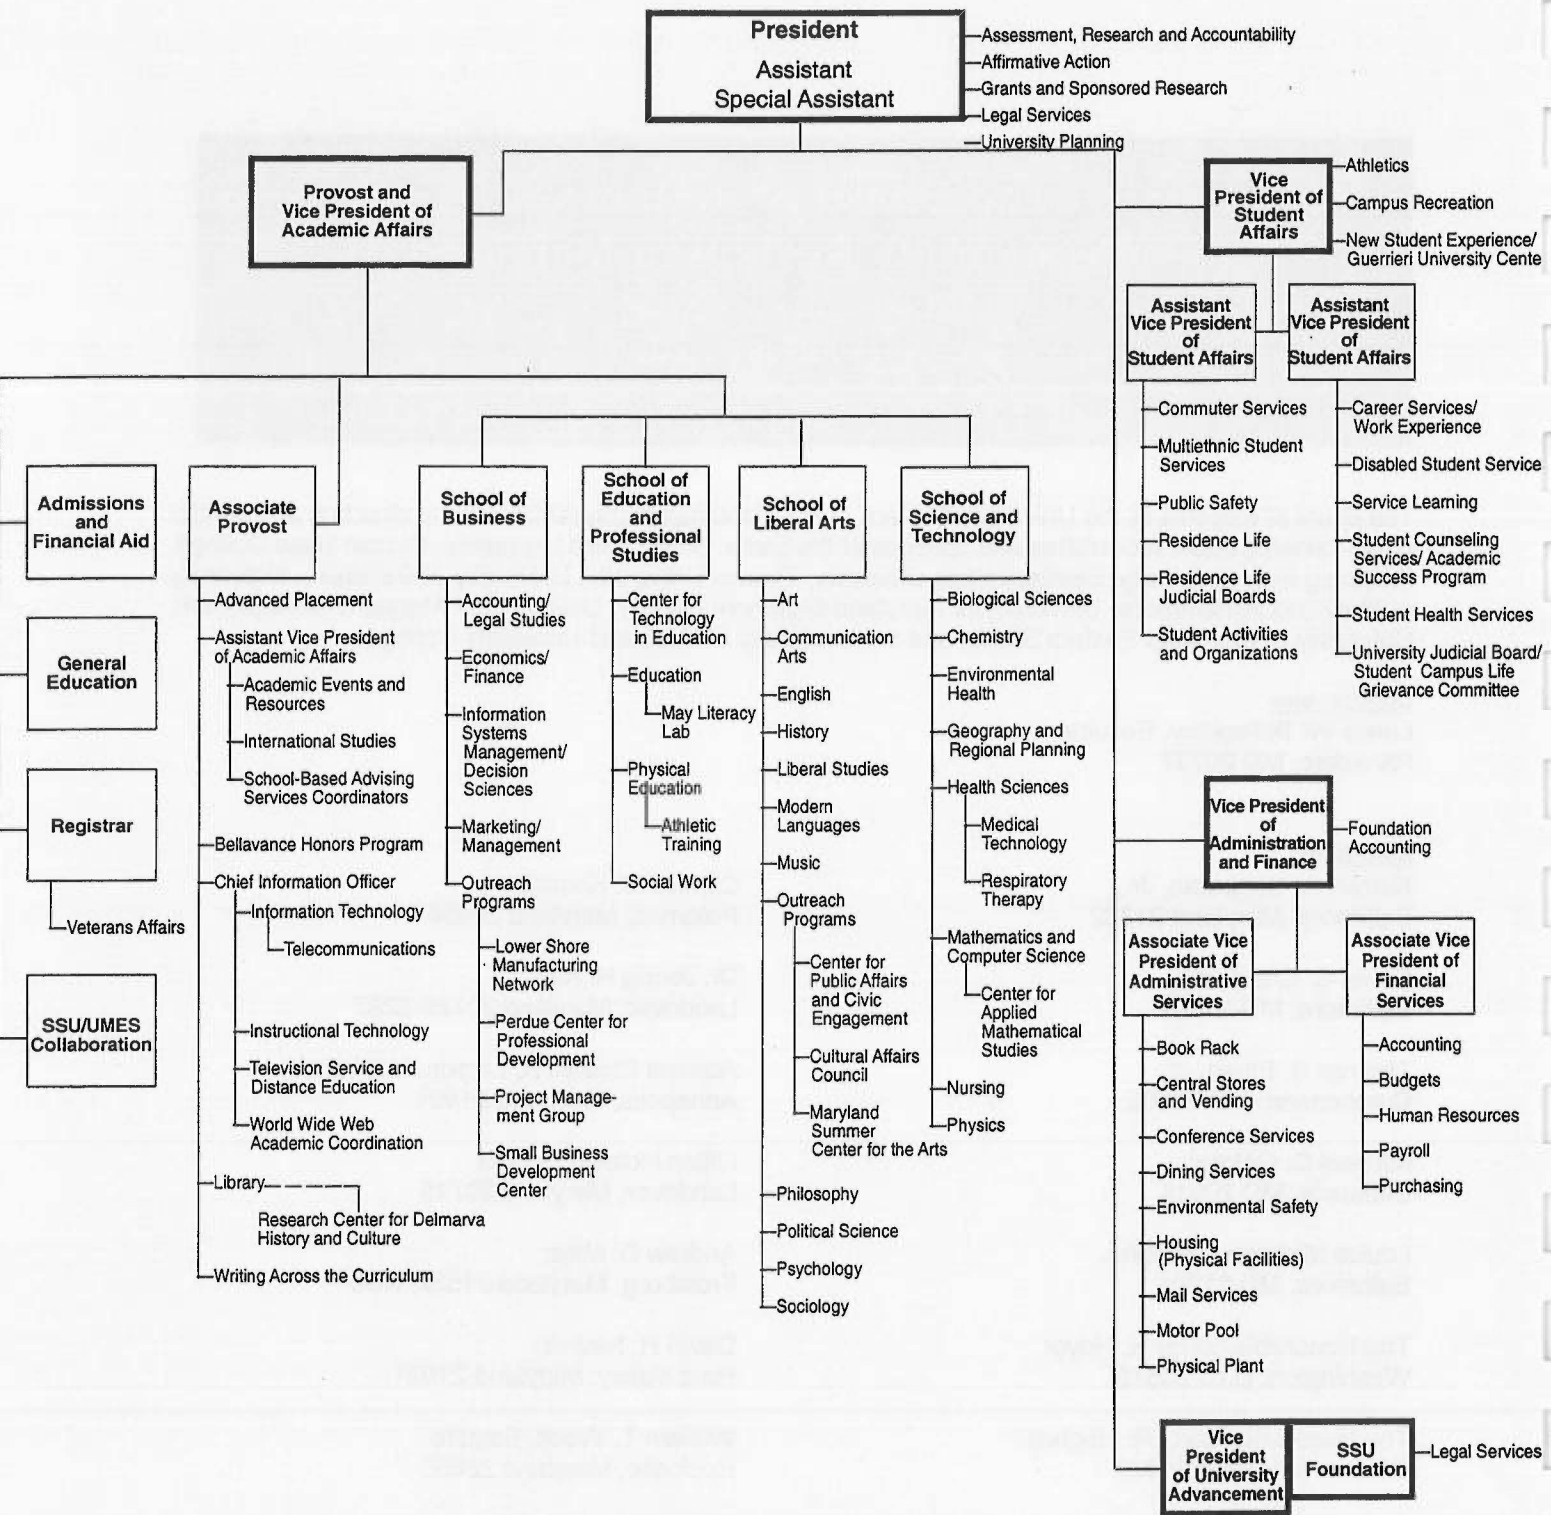 President
Assistant
Special Assistant
Assessment, Research and Accountability
Affirmative Action
Grants and Sponsored Research
Legal Services
University Planning
Provost and
Vice President of
Academic Affairs
Vice
President of
Student
Affairs
Athletics
Campus Recreation
New Student Experience/
Guerrieri University Cente
Assistant
Vice President
of
Student Affairs
Commuter Services
Multiethnic Student
Services
Public Safety
Residence Life
Residence Life
Judicial Boards
Student Activities
and Organizations
Assistant
Vice President
of
Student Affairs
Career Services/
Work Experience
Disabled Student Service
Service Learning
Student Counseling
Services/ Academic
Success Program
Student Health Services
University Judicial Board/
Student Campus Life
Grievance Committee
Admissions
and
Financial Aid
General
Education
Registrar
Veterans Affairs
SSU/UMES
Collaboration
Associate
Provost
Advanced Placement
Assistant Vice President
of Academic Affairs
Academic Events and
Resources
International Studies
School-Based Advising
Services Coordinators
Bellavance Honors Program
Chief Information Officer
Information Technology
Telecommunications
Instructional Technology
Television Service and
Distance Education
World Wide Web
Academic Coordination
Library
Research Center for Delmarva
History and Culture
Writing Across the Curriculum
School of
Business
Accounting/
Legal Studies
Economics/
Finance
Information
Systems
Management/
Decision
Sciences
Marketing/
Management
Outreach
Programs
Lower Shore
Manufacturing
Network
Perdue Center for
Professional
Development
Project Manage-
ment Group
Small Business
Development
Center
School of
Education
and
Professional
Studies
Center for
Technology
in Education
Education
May Literacy
Lab
Physical
Education
Athletic
Training
Social Work
School of
Liberal Arts
Art
Communication
Arts
English
History
Liberal Studies
Modern
Languages
Music
Outreach
Programs
Center for
Public Affairs
and Civic
Engagement
Cultural Affairs
Council
Maryland
Summer
Center for the Arts
Philosophy
Political Science
Psychology
Sociology
School of
Science and
Technology
Biological Sciences
Chemistry
Environmental
Health
Geography and
Regional Planning
Health Sciences
Medical
Technology
Respiratory
Therapy
Mathematics and
Computer Science
Center for
Applied
Mathematical
Studies
Nursing
Physics
Vice President
of
Administration
and Finance
Foundation
Accounting
Associate Vice
President of
Administrative
Services
Book Rack
Central Stores
and Vending
Conference Services
Dining Services
Environmental Safety
Housing
(Physical Facilities)
Mail Services
Motor Pool
Physical Plant
Associate Vice
President of
Financial
Services
Accounting
Budgets
Human Resources
Payroll
Purchasing
Vice
President
of University
Advancement
SSU
Foundation
Legal Services